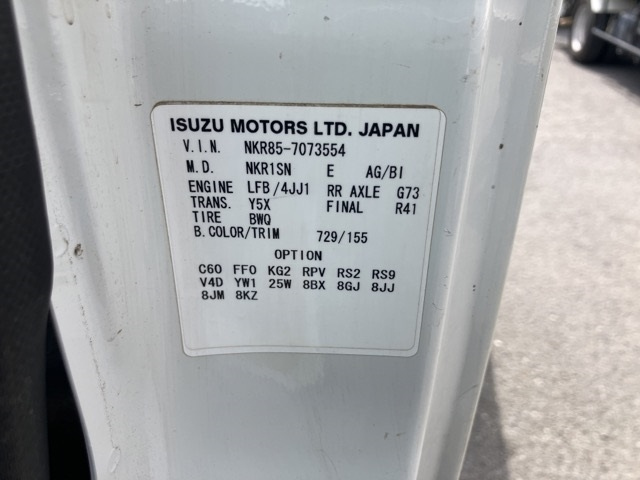 ISUZU MOTORS LTD. JAPAN
V.I.N. NKR85-7073554
M.D. NKR1SN E AG/BI
ENGINE LFB/4JJ1 RR AXLE G73
TRANS. Y5X FINAL R41
TIRE BWQ
B.COLOR/TRIM 729/155
OPTION
C60 FF0 KG2 RPV RS2 RS9
V4D YW1 25W 8BX 8GJ 8JJ
8JM 8KZ